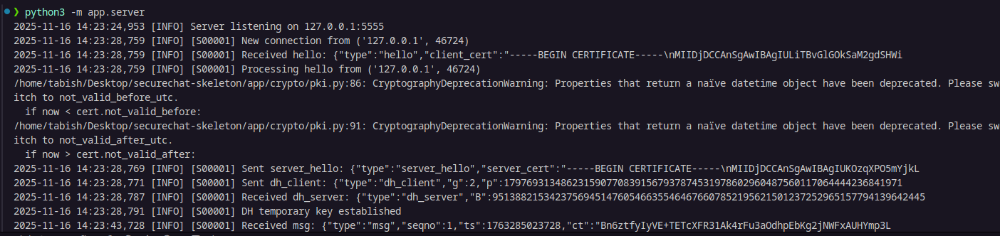 ❯ python3 -m app.server
2025-11-16 14:23:24,953 [INFO] Server listening on 127.0.0.1:5555
2025-11-16 14:23:28,759 [INFO] [S00001] New connection from ('127.0.0.1', 46724)
2025-11-16 14:23:28,759 [INFO] [S00001] Received hello: {"type":"hello","client_cert":"-----BEGIN CERTIFICATE-----\nMIIDjDCCAnSgAwIBAgIULiTBvGlGOkSaM2gdSHWi
2025-11-16 14:23:28,759 [INFO] [S00001] Processing hello from ('127.0.0.1', 46724)
/home/tabish/Desktop/securechat-skeleton/app/crypto/pki.py:86: CryptographyDeprecationWarning: Properties that return a naïve datetime object have been deprecated. Please sw
itch to not_valid_before_utc.
  if now < cert.not_valid_before:
/home/tabish/Desktop/securechat-skeleton/app/crypto/pki.py:91: CryptographyDeprecationWarning: Properties that return a naïve datetime object have been deprecated. Please sw
itch to not_valid_after_utc.
  if now > cert.not_valid_after:
2025-11-16 14:23:28,769 [INFO] [S00001] Sent server_hello: {"type":"server_hello","server_cert":"-----BEGIN CERTIFICATE-----\nMIIDjDCCAnSgAwIBAgIUKOzqXPO5mYjkL
2025-11-16 14:23:28,771 [INFO] [S00001] Sent dh_client: {"type":"dh_client","g":2,"p":179769313486231590770839156793787453197860296048756011706444423684197​1
2025-11-16 14:23:28,787 [INFO] [S00001] Received dh_server: {"type":"dh_server","B":95138821534237569451476054663554646766078521956215012372529651577941396424​45
2025-11-16 14:23:28,791 [INFO] [S00001] DH temporary key established
2025-11-16 14:23:43,728 [INFO] [S00001] Received msg: {"type":"msg","seqno":1,"ts":1763285023728,"ct":"Bn6ztfyIyVE+TETcXFR31Ak4rFu3aOdhpEbKg2jNWFxAUHYmp3L